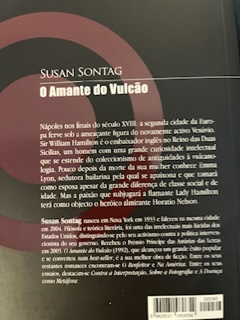 SUSAN SONTAG
O Amante do Vulcão
Nápoles nos finais do século XVIII: a segunda cidade da Euro-
pa ferve sob a ameaçante figura do novamente activo Vesúvio.
Sir William Hamilton é o embaixador inglês no Reino das Duas
Sicílias, um homem com uma grande curiosidade intelectual
que se estende do coleccionismo de antiguidades à vulcano-
logia. Pouco depois da morte da sua mulher conhece Emma
Lyon, sedutora bailarina pela qual se apaixona e que tomará
como esposa apesar da grande diferença de classe social e de
idade. Mas a paixão que subjugará a flamante Lady Hamilton
terá como objecto o heróico almirante Horatio Nelson.
Susan Sontag nasceu em Nova York em 1933 e faleceu na mesma cidade
em 2004. Filósofa e teórica literária, foi uma das intelectuais mais lúcidas dos
Estados Unidos, distinguindo-se pelo seu activismo contra a política interven-
cionista do seu governo. Recebeu o Prémio Príncipe das Astúrias das Letras
em 2003. O Amante do Vulcão (1992), que alcançou um grande êxito popular
e se converteu num best-seller, é a sua melhor obra de ficção. Entre os seus
restantes romances encontram-se O Benfeitor e Na América. Entre os seus
ensaios, destacam-se Contra a Interpretação, Sobre a Fotografia e A Doença
como Metáfora